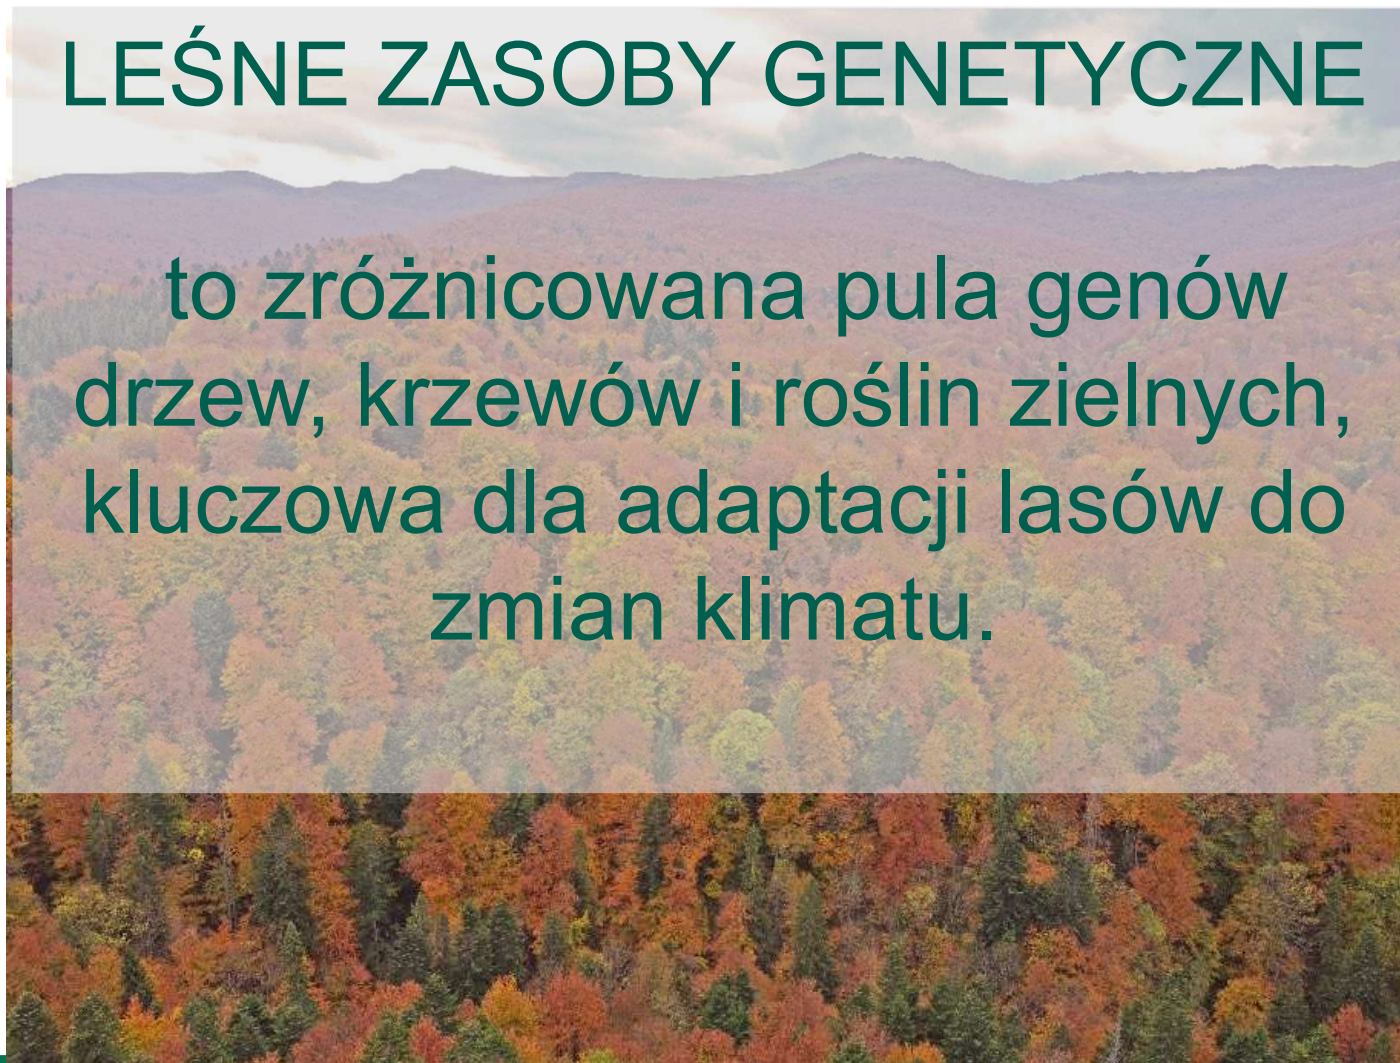 LEŚNE ZASOBY GENETYCZNE
to zróżnicowana pula genów
drzew, krzewów i roślin zielnych,
kluczowa dla adaptacji lasów do
zmian klimatu.